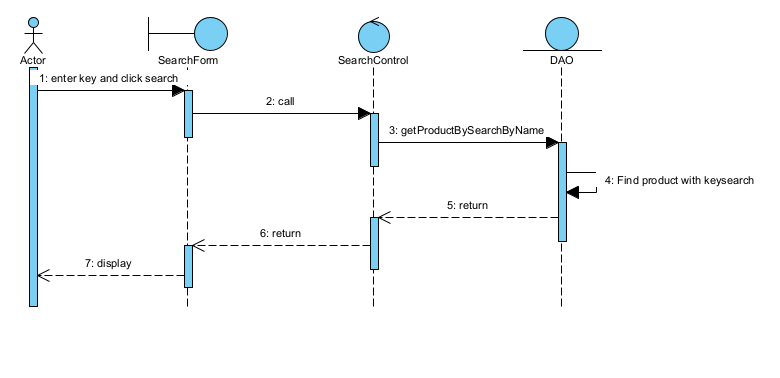 Actor
SearchForm
SearchControl
DAO
1: enter key and click search
2: call
3: getProductBySearchByName
4: Find product with keysearch
5: return
6: return
7: display